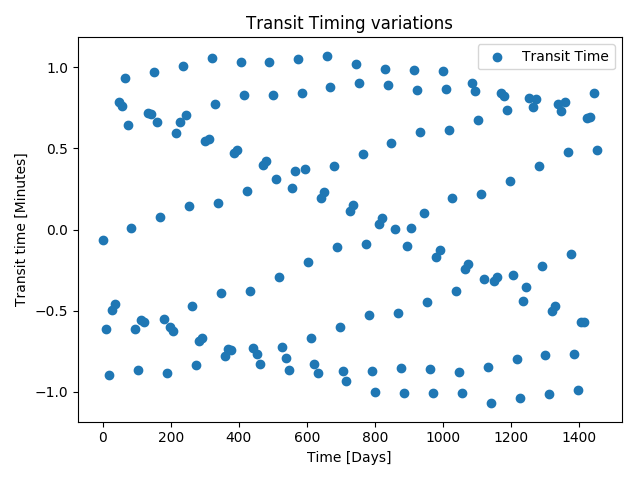 Transit Timing variations
Transit Time
1.0
0.5
0.0
−0.5
−1.0
Transit time [Minutes]
0 200 400 600 800 1000 1200 1400
Time [Days]